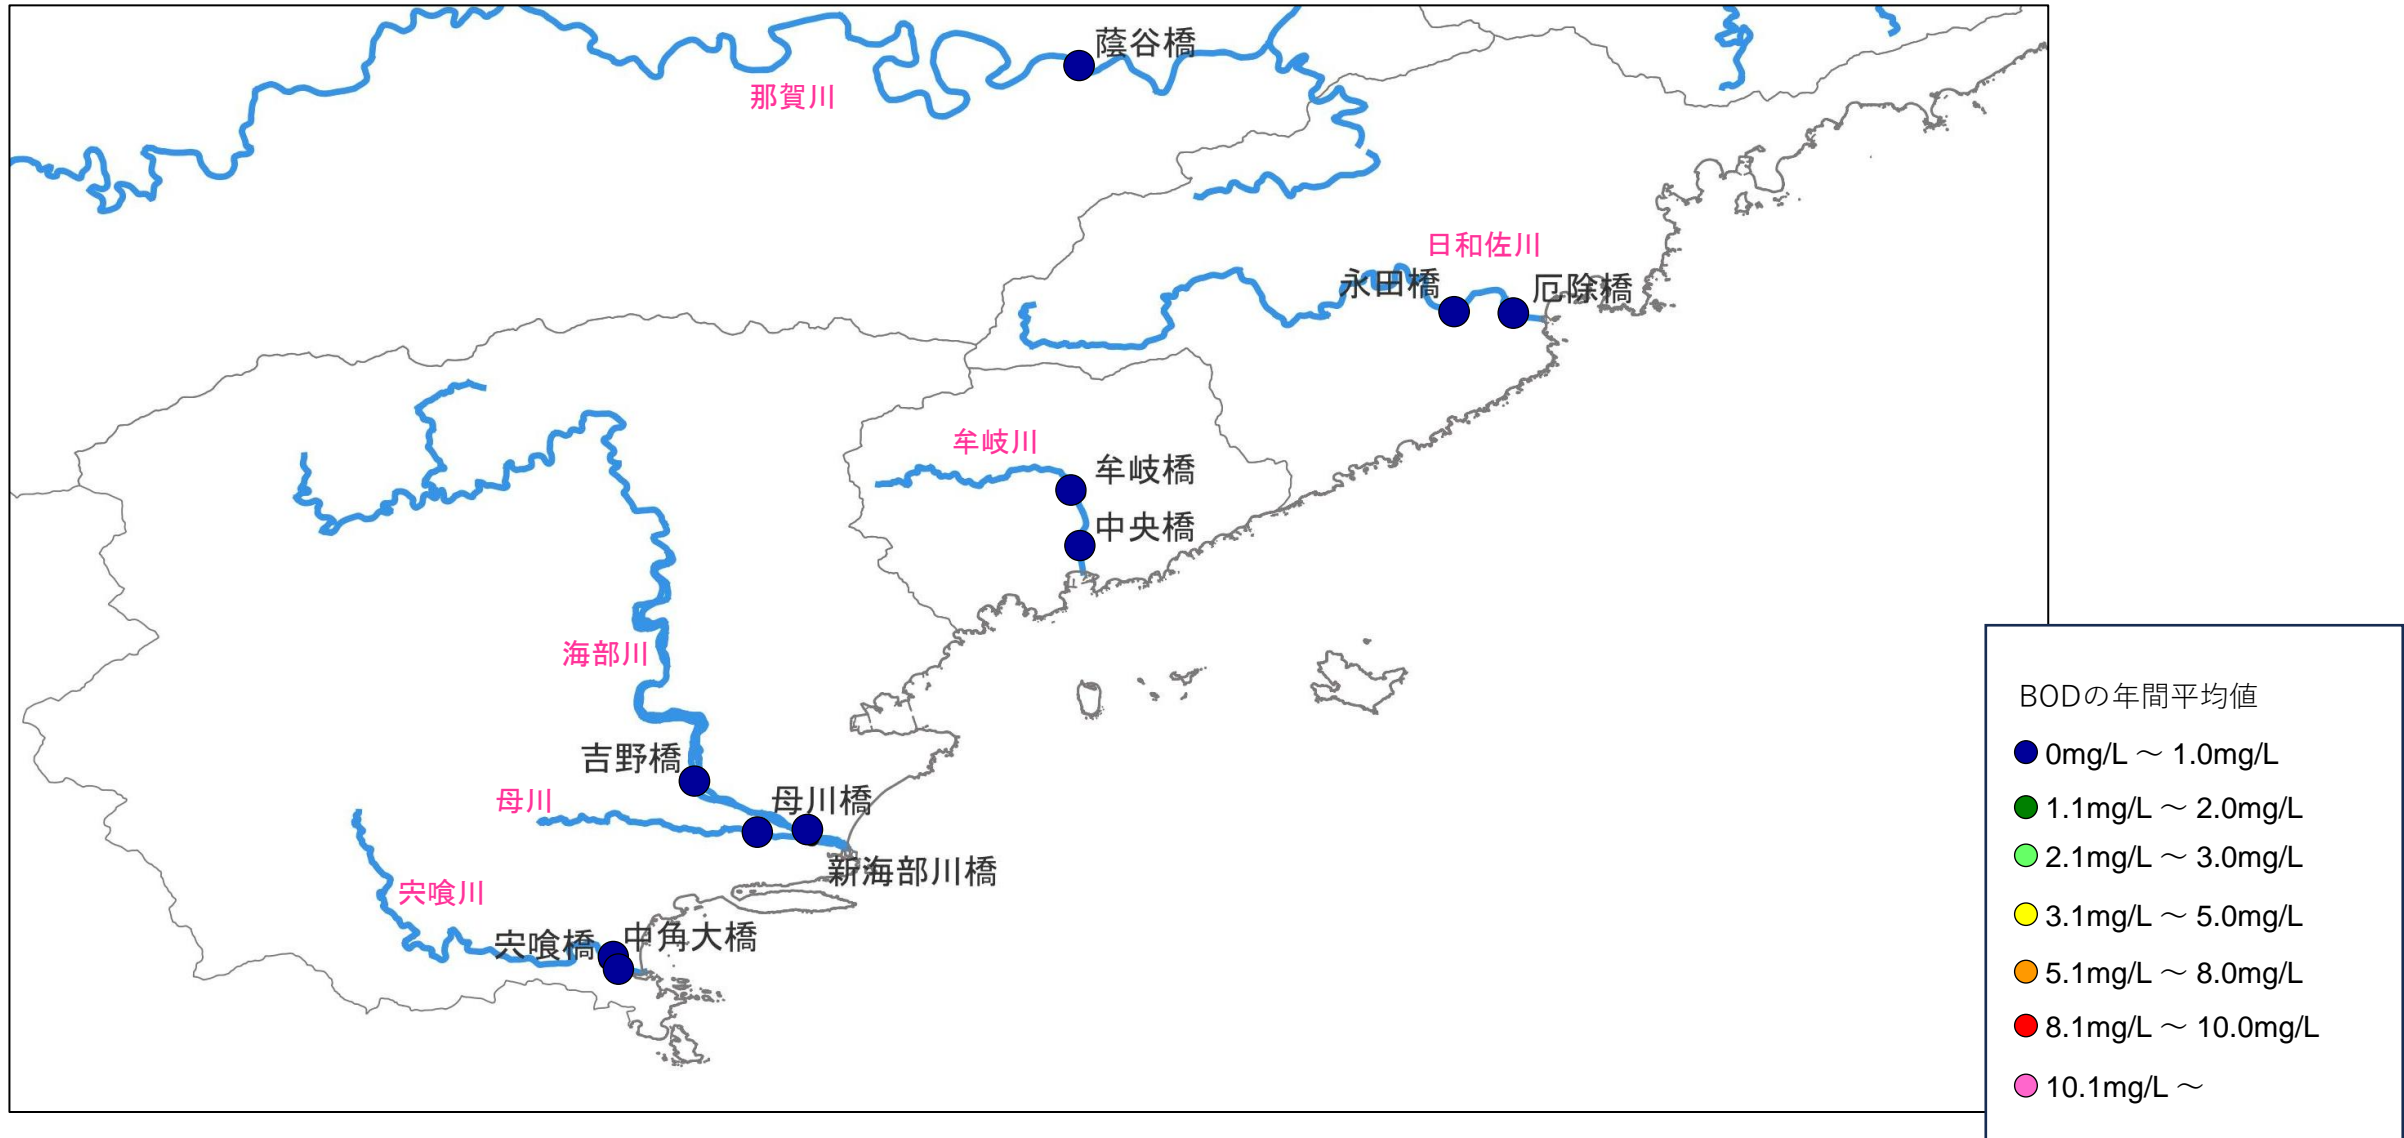 蔭谷橋
那賀川
日和佐川
永田橋
厄除橋
牟岐川
牟岐橋
中央橋
海部川
吉野橋
母川
母川橋
新海部川橋
宍喰川
宍喰橋
中角大橋
BODの年間平均値
0mg/L ～ 1.0mg/L
1.1mg/L ～ 2.0mg/L
2.1mg/L ～ 3.0mg/L
3.1mg/L ～ 5.0mg/L
5.1mg/L ～ 8.0mg/L
8.1mg/L ～ 10.0mg/L
10.1mg/L ～